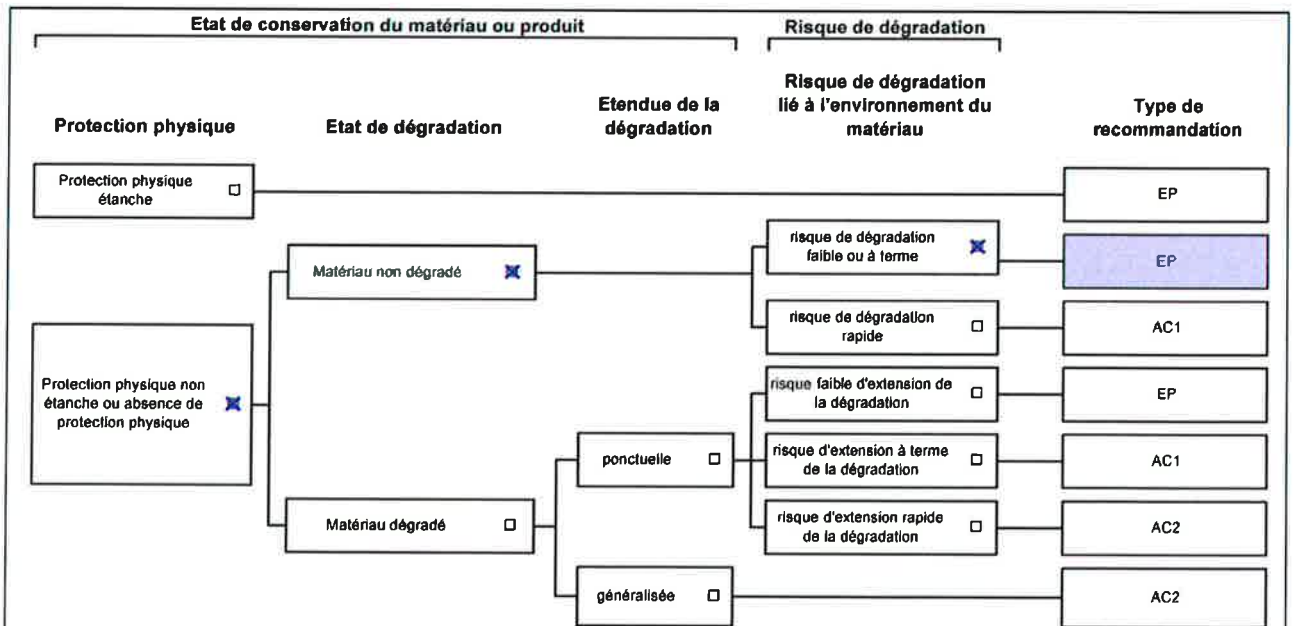 Etat de conservation du matériau ou produit
Risque de dégradation
Protection physique
Etat de dégradation
Etendue de la
dégradation
Risque de dégradation
lié à l'environnement du
matériau
Type de
recommandation
Protection physique
étanche
EP
Matériau non dégradé
risque de dégradation
faible ou à terme
EP
risque de dégradation
rapide
AC1
Protection physique non
étanche ou absence de
protection physique
risque faible d'extension de
la dégradation
EP
ponctuelle
risque d'extension à terme
de la dégradation
AC1
Matériau dégradé
risque d'extension rapide
de la dégradation
AC2
généralisée
AC2